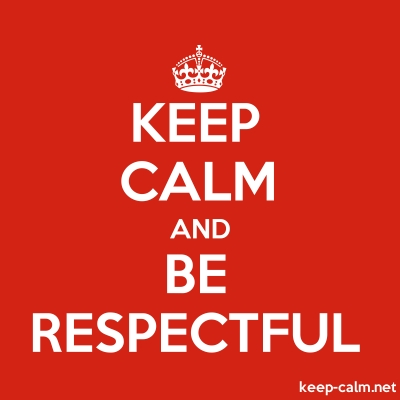 KEEP
CALM
AND
BE
RESPECTFUL
keep-calm.net